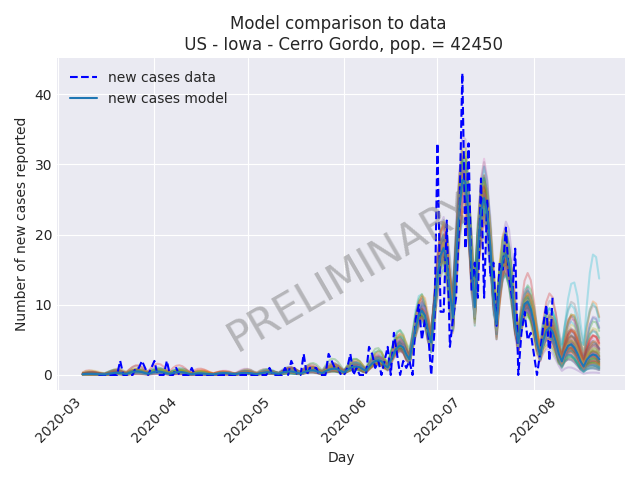 Model comparison to data
US - Iowa - Cerro Gordo, pop. = 42450
new cases data
new cases model
PRELIMINARY
Number of new cases reported
40
30
20
10
0
2020-03
2020-04
2020-05
2020-06
2020-07
2020-08
Day